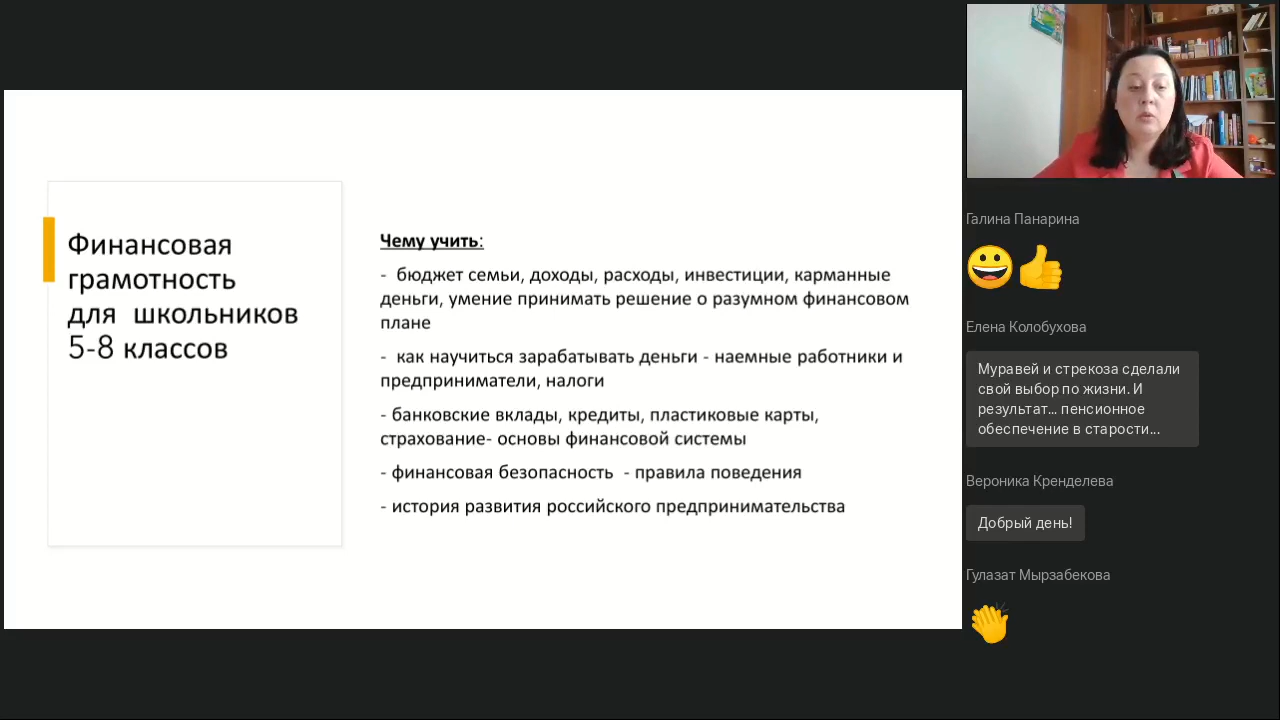 Финансовая
грамотность
для школьников
5-8 классов
Чему учить:
- бюджет семьи, доходы, расходы, инвестиции, карманные
деньги, умение принимать решение о разумном финансовом
плане
- как научиться зарабатывать деньги - наемные работники и
предприниматели, налоги
- банковские вклады, кредиты, пластиковые карты,
страхование- основы финансовой системы
- финансовая безопасность - правила поведения
- история развития российского предпринимательства
Галина Панарина
Елена Колобухова
Муравей и стрекоза сделали
свой выбор по жизни. И
результат... пенсионное
обеспечение в старости...
Вероника Кренделева
Добрый день!
Гулазат Мырзабекова